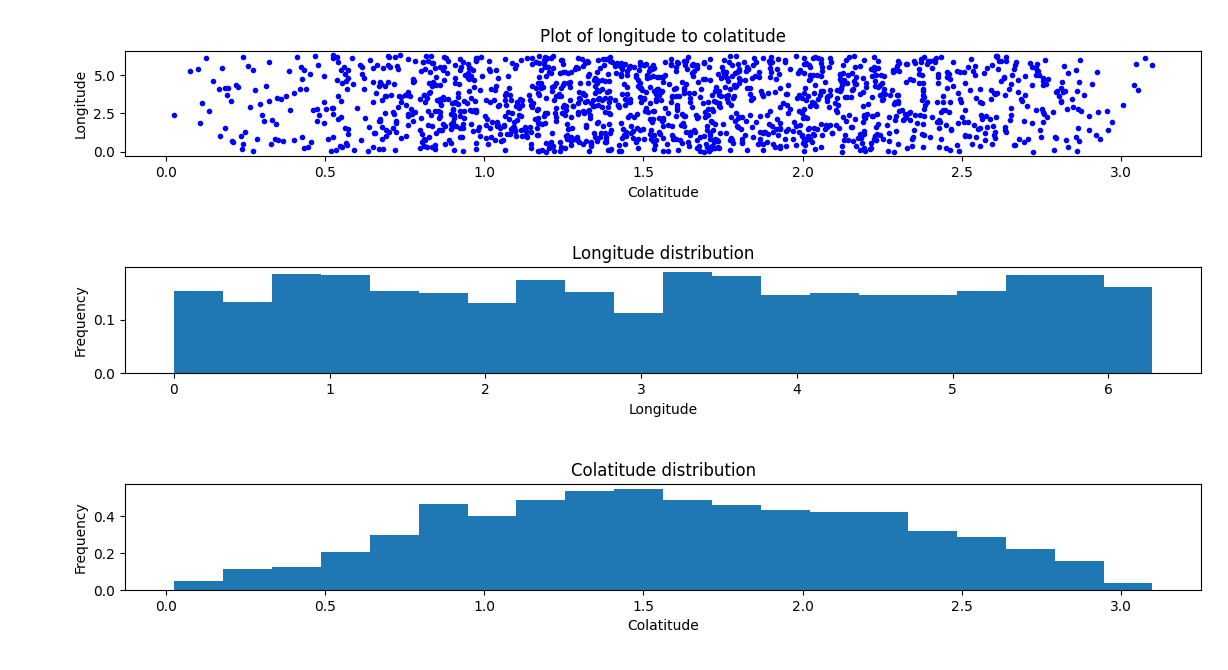 Plot of longitude to colatitude
Longitude
5.0
2.5
0.0
0.0 0.5 1.0 1.5 2.0 2.5 3.0
Colatitude
Longitude distribution
Frequency
0.1
0.0
0 1 2 3 4 5 6
Longitude
Colatitude distribution
Frequency
0.4
0.2
0.0
0.0 0.5 1.0 1.5 2.0 2.5 3.0
Colatitude